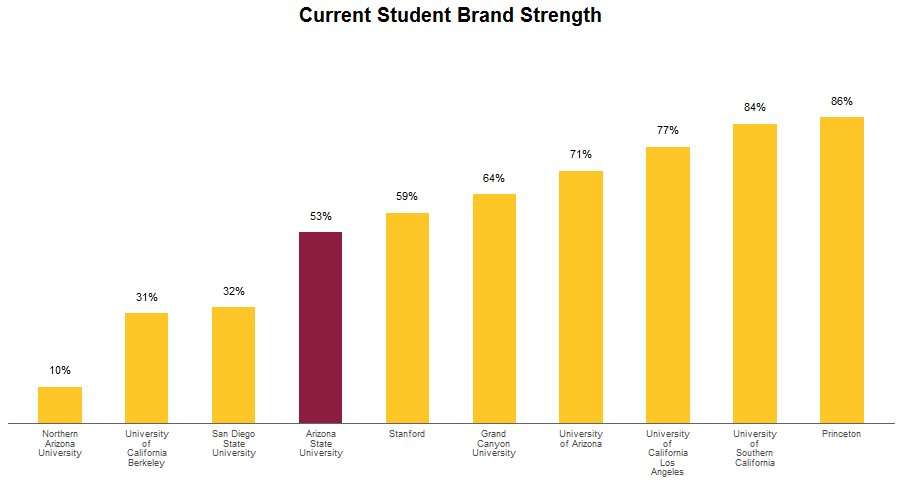 Current Student Brand Strength
10%
31%
32%
53%
59%
64%
71%
77%
84%
86%
Northern
Arizona
University
University
of
California
Berkeley
San Diego
State
University
Arizona
State
University
Stanford
Grand
Canyon
University
University
of Arizona
University
of
California
Los
Angeles
University
of
Southern
California
Princeton